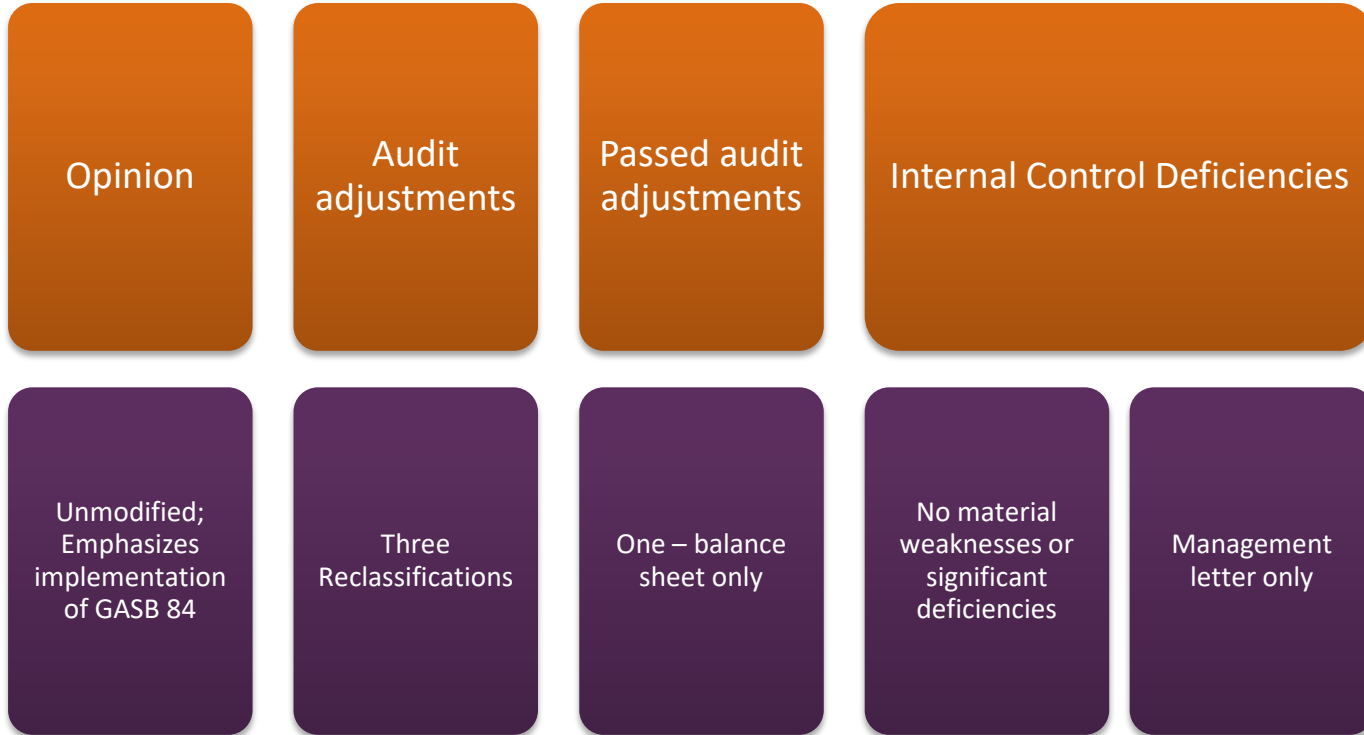 Opinion
Audit
adjustments
Passed audit
adjustments
Internal Control Deficiencies
Unmodified;
Emphasizes
implementation
of GASB 84
Three
Reclassifications
One – balance
sheet only
No material
weaknesses or
significant
deficiencies
Management
letter only